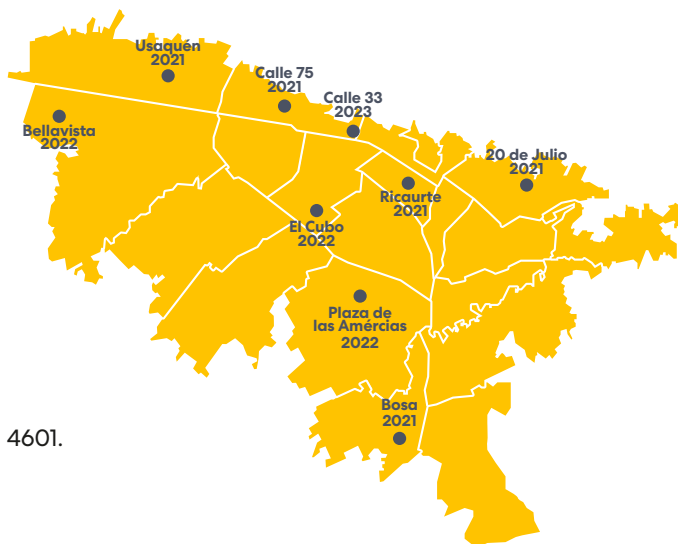 Usaquén
2021
Calle 75
2021
Calle 33
2023
Bellavista
2022
20 de Julio
2021
Ricaurte
2021
El Cubo
2022
Plaza de
las Amércias
2022
Bosa
2021
4601.